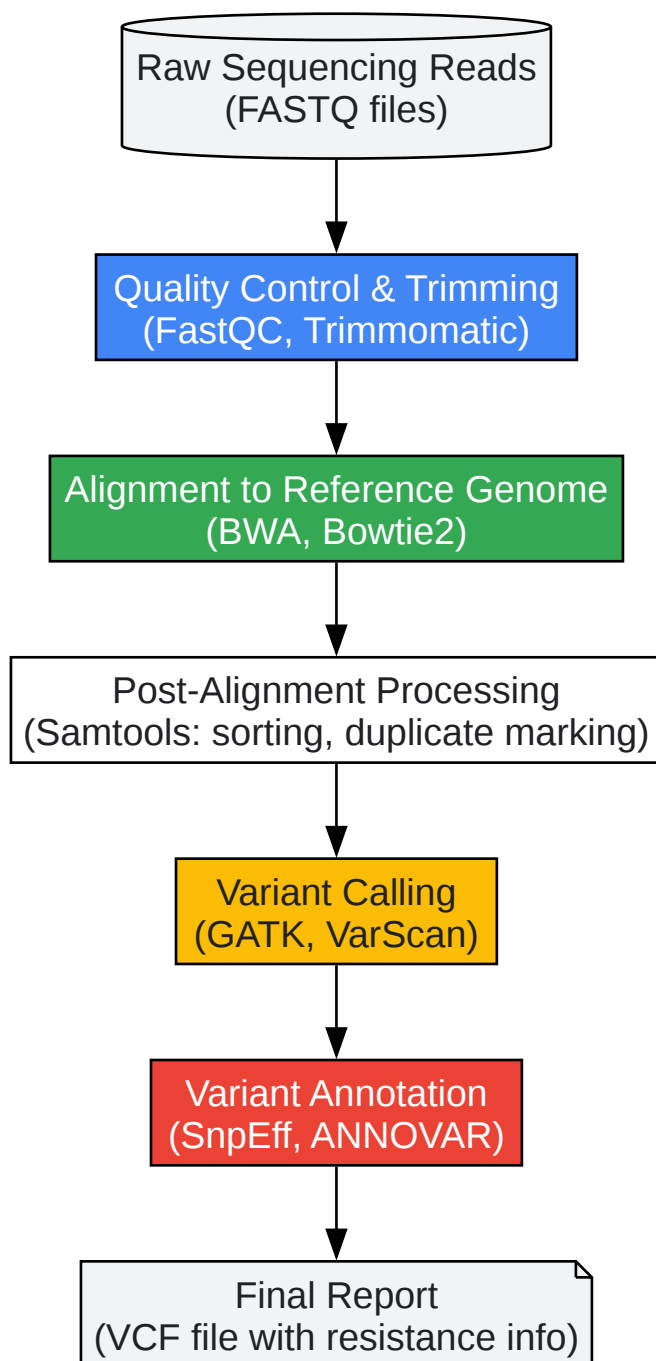 Raw Sequencing Reads
(FASTQ files)
Quality Control & Trimming
(FastQC, Trimmomatic)
Alignment to Reference Genome
(BWA, Bowtie2)
Post-Alignment Processing
(Samtools: sorting, duplicate marking)
Variant Calling
(GATK, VarScan)
Variant Annotation
(SnpEff, ANNOVAR)
Final Report
(VCF file with resistance info)